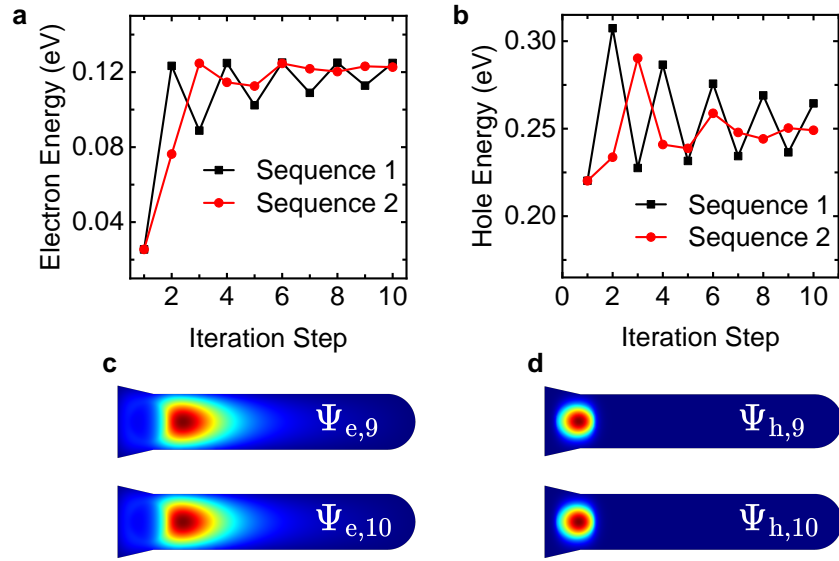 a
Electron Energy (eV)
0.12
0.08
0.04
Sequence 1
Sequence 2
2 4 6 8 10
Iteration Step
b
Hole Energy (eV)
0.30
0.25
0.20
Sequence 1
Sequence 2
0 2 4 6 8 10
Iteration Step
c
Ψe,9
Ψe,10
d
Ψh,9
Ψh,10